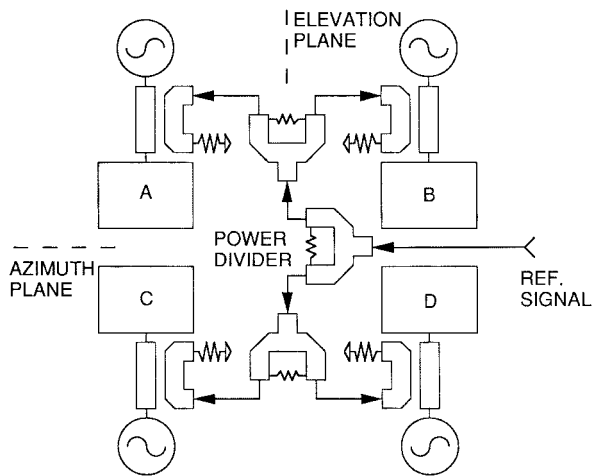 ELEVATION
PLANE
A
B
POWER
DIVIDER
AZIMUTH
PLANE
REF.
SIGNAL
C
D